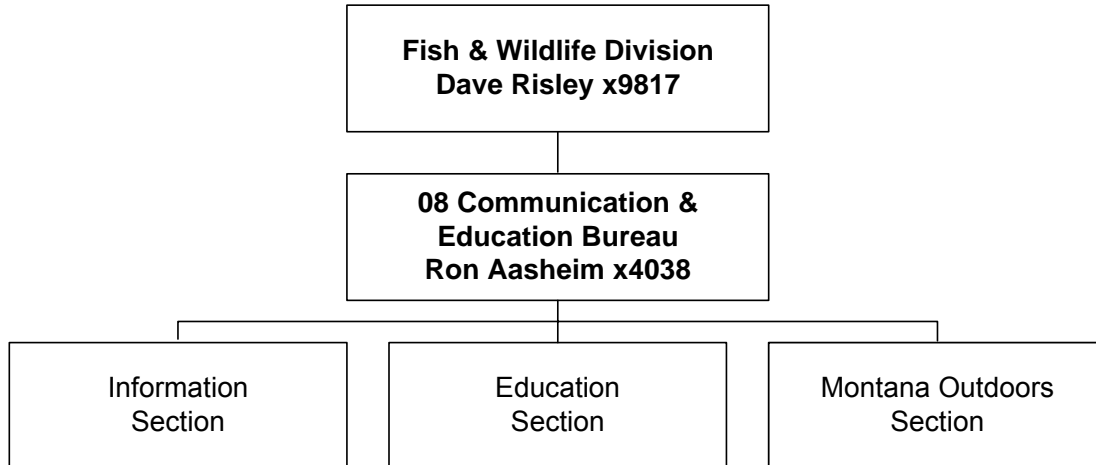 Fish & Wildlife Division
Dave Risley x9817
08 Communication &
Education Bureau
Ron Aasheim x4038
Information
Section
Education
Section
Montana Outdoors
Section